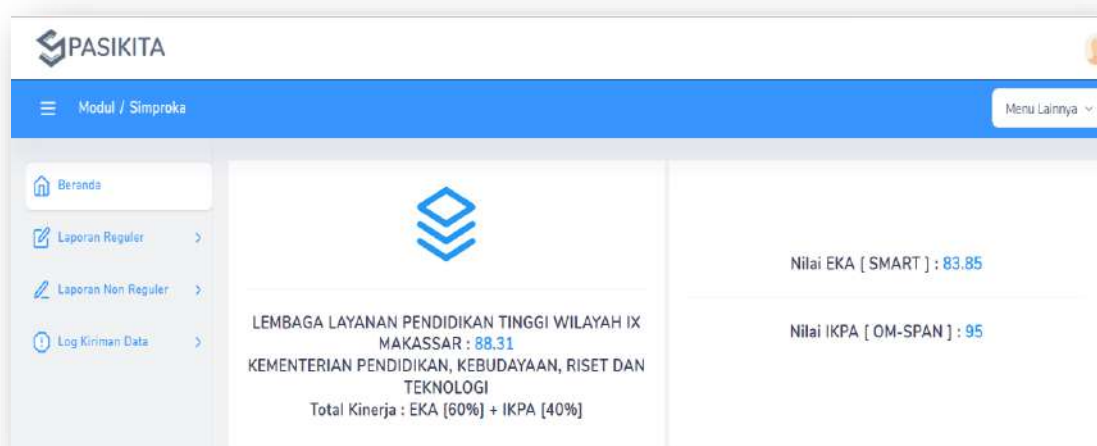 SPASIKITA
Modul / Simproka
Menu Lainnya
Beranda
Laporan Reguler
Laporan Non Reguler
Log Kiriman Data
LEMBAGA LAYANAN PENDIDIKAN TINGGI WILAYAH IX
MAKASSAR : 88.31
KEMENTERIAN PENDIDIKAN, KEBUDAYAAN, RISET DAN
TEKNOLOGI
Total Kinerja : EKA [60%] + IKPA [40%]
Nilai EKA [ SMART ] : 83.85
Nilai IKPA [ OM-SPAN ] : 95